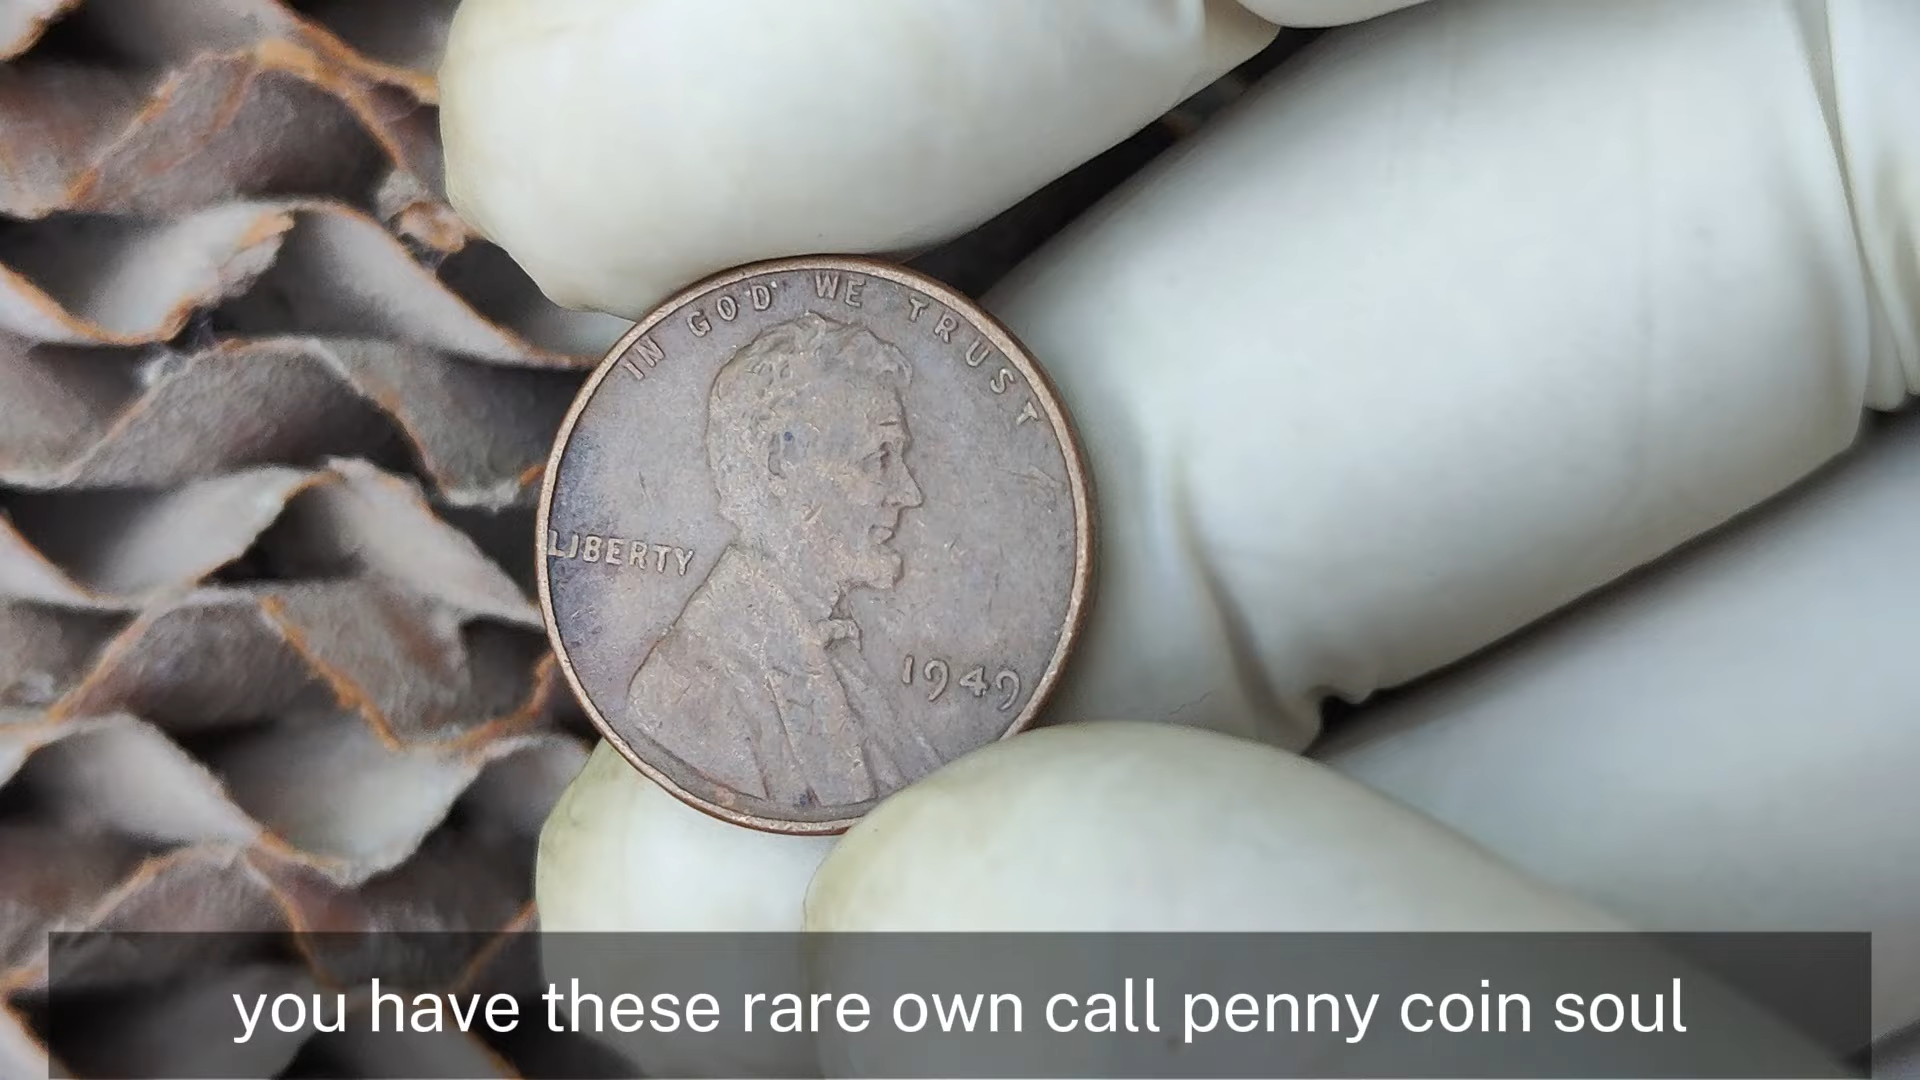 IN GOD WE TRUST
LIBERTY
1949
you have these rare own call penny coin soul